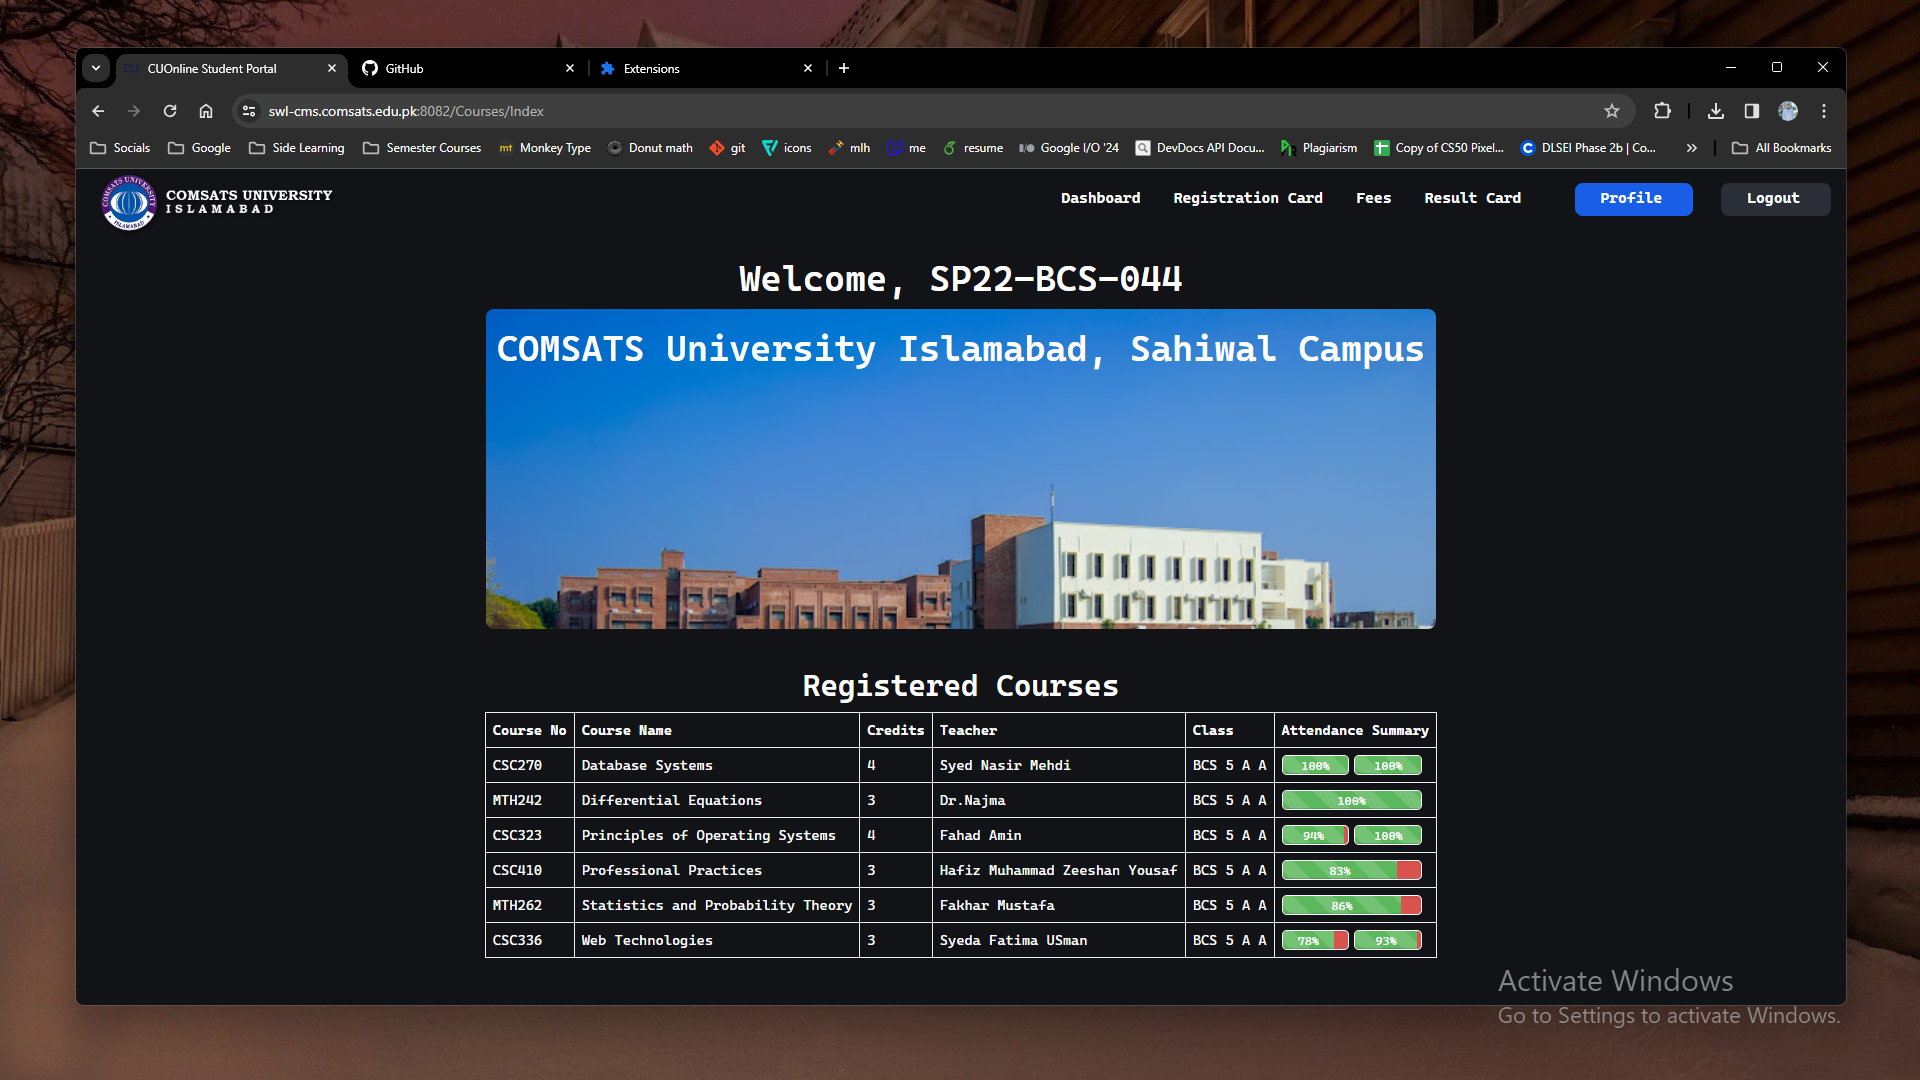 CUOnline Student Portal
GitHub
Extensions
swl-cms.comsats.edu.pk:8082/Courses/Index
Socials Google Side Learning Semester Courses mt Monkey Type Donut math git icons mlh me resume I/O Google I/O '24 DevDocs API Docu... Plagiarism Copy of CS50 Pixel... DLSEI Phase 2b | Co... All Bookmarks
COMSATS UNIVERSITY
ISLAMABAD
Dashboard Registration Card Fees Result Card Profile Logout
Welcome, SP22-BCS-044
COMSATS University Islamabad, Sahiwal Campus
Registered Courses
Course No Course Name Credits Teacher Class Attendance Summary
CSC270 Database Systems 4 Syed Nasir Mehdi BCS 5 A A 100% 100%
MTH242 Differential Equations 3 Dr.Najma BCS 5 A A 100%
CSC323 Principles of Operating Systems 4 Fahad Amin BCS 5 A A 94% 100%
CSC410 Professional Practices 3 Hafiz Muhammad Zeeshan Yousaf BCS 5 A A 83%
MTH262 Statistics and Probability Theory 3 Fakhar Mustafa BCS 5 A A 86%
CSC336 Web Technologies 3 Syeda Fatima USman BCS 5 A A 78% 93%
Activate Windows
Go to Settings to activate Windows.